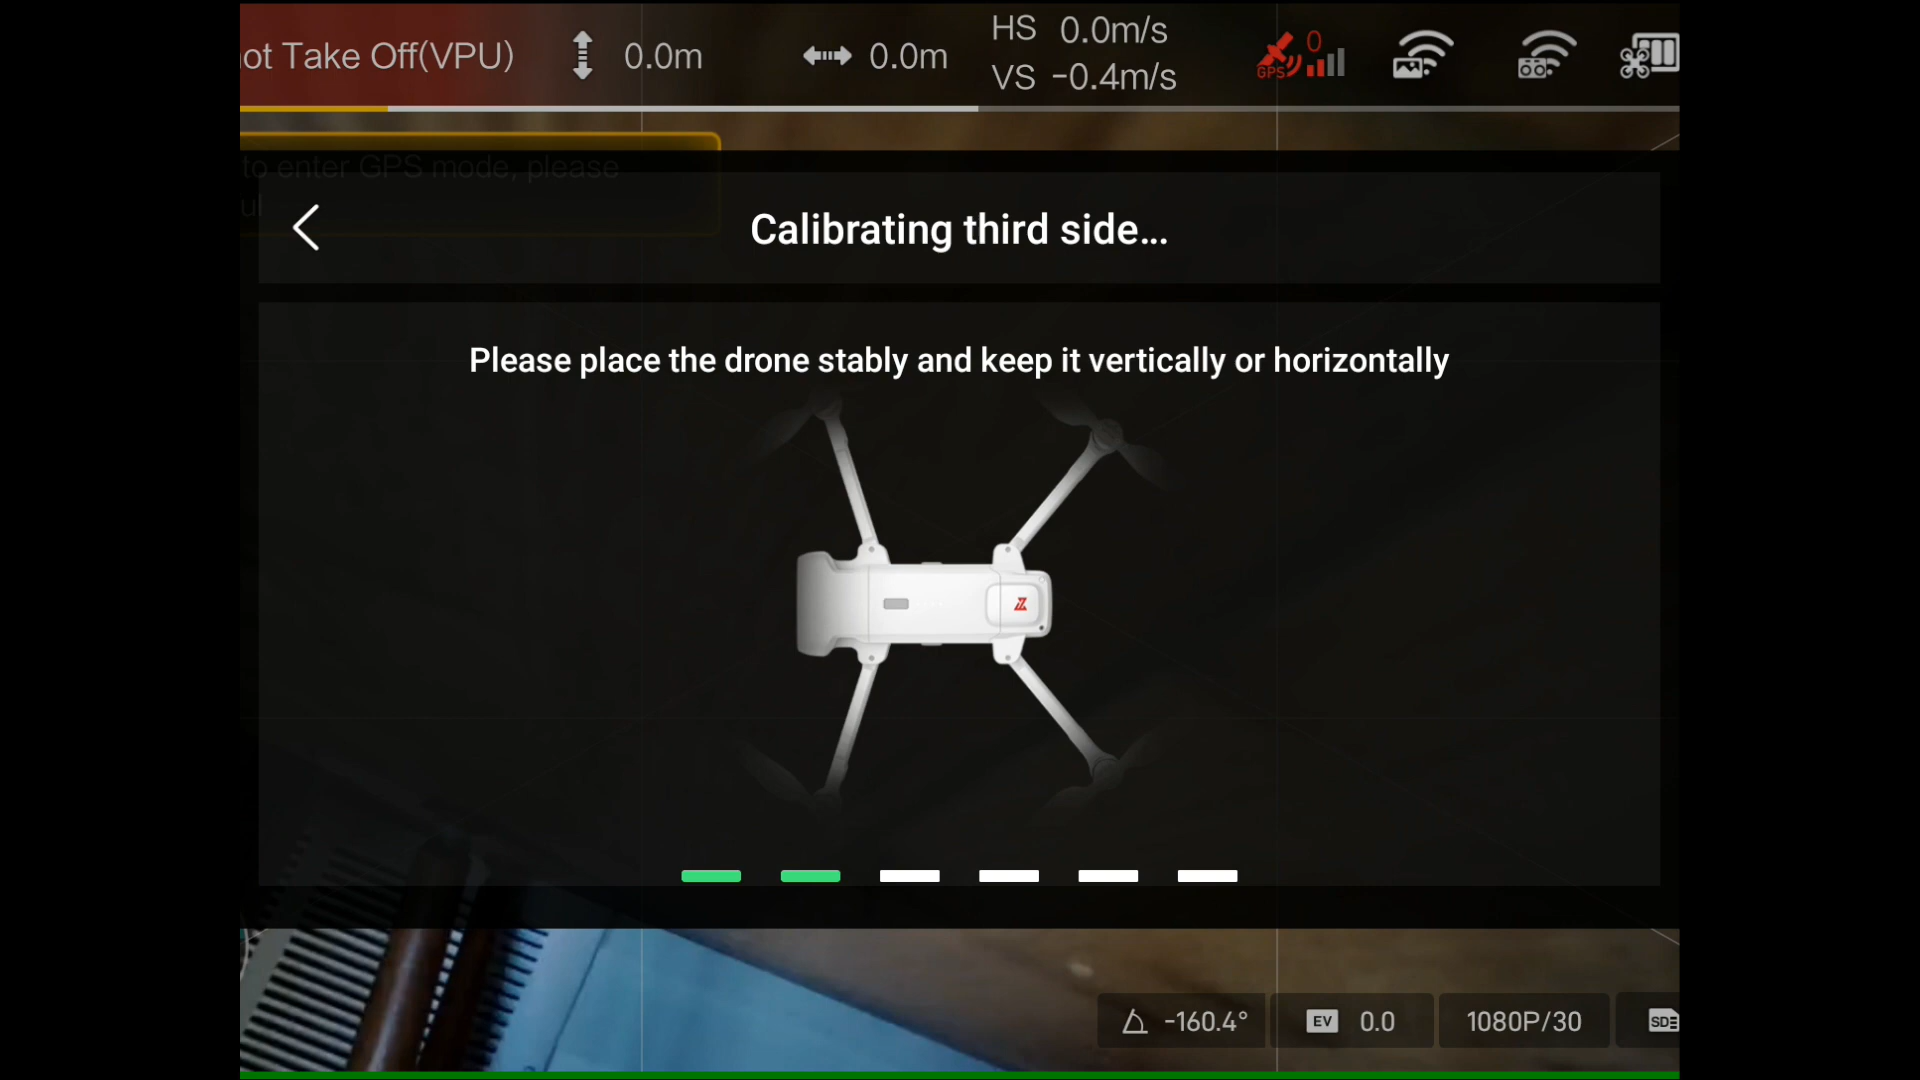 ot Take Off(VPU)
0.0m
0.0m
HS 0.0m/s
VS -0.4m/s
GPS
0
to enter GPS mode, please
ul
Calibrating third side...
Please place the drone stably and keep it vertically or horizontally
-160.4°
EV 0.0
1080P/30
SD